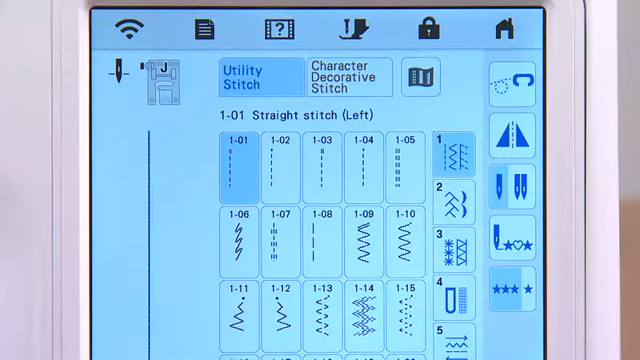 J
Utility
Stitch
Character
Decorative
Stitch
1-01 Straight stitch (Left)
1-01 1-02 1-03 1-04 1-05
1
2
1-06 1-07 1-08 1-09 1-10
3
1-11 1-12 1-13 1-14 1-15
4
5